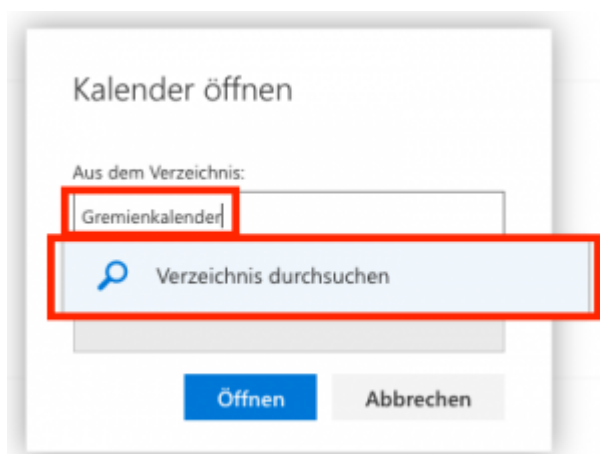 Kalender öffnen
Aus dem Verzeichnis:
Gremienkalender
Verzeichnis durchsuchen
Öffnen Abbrechen